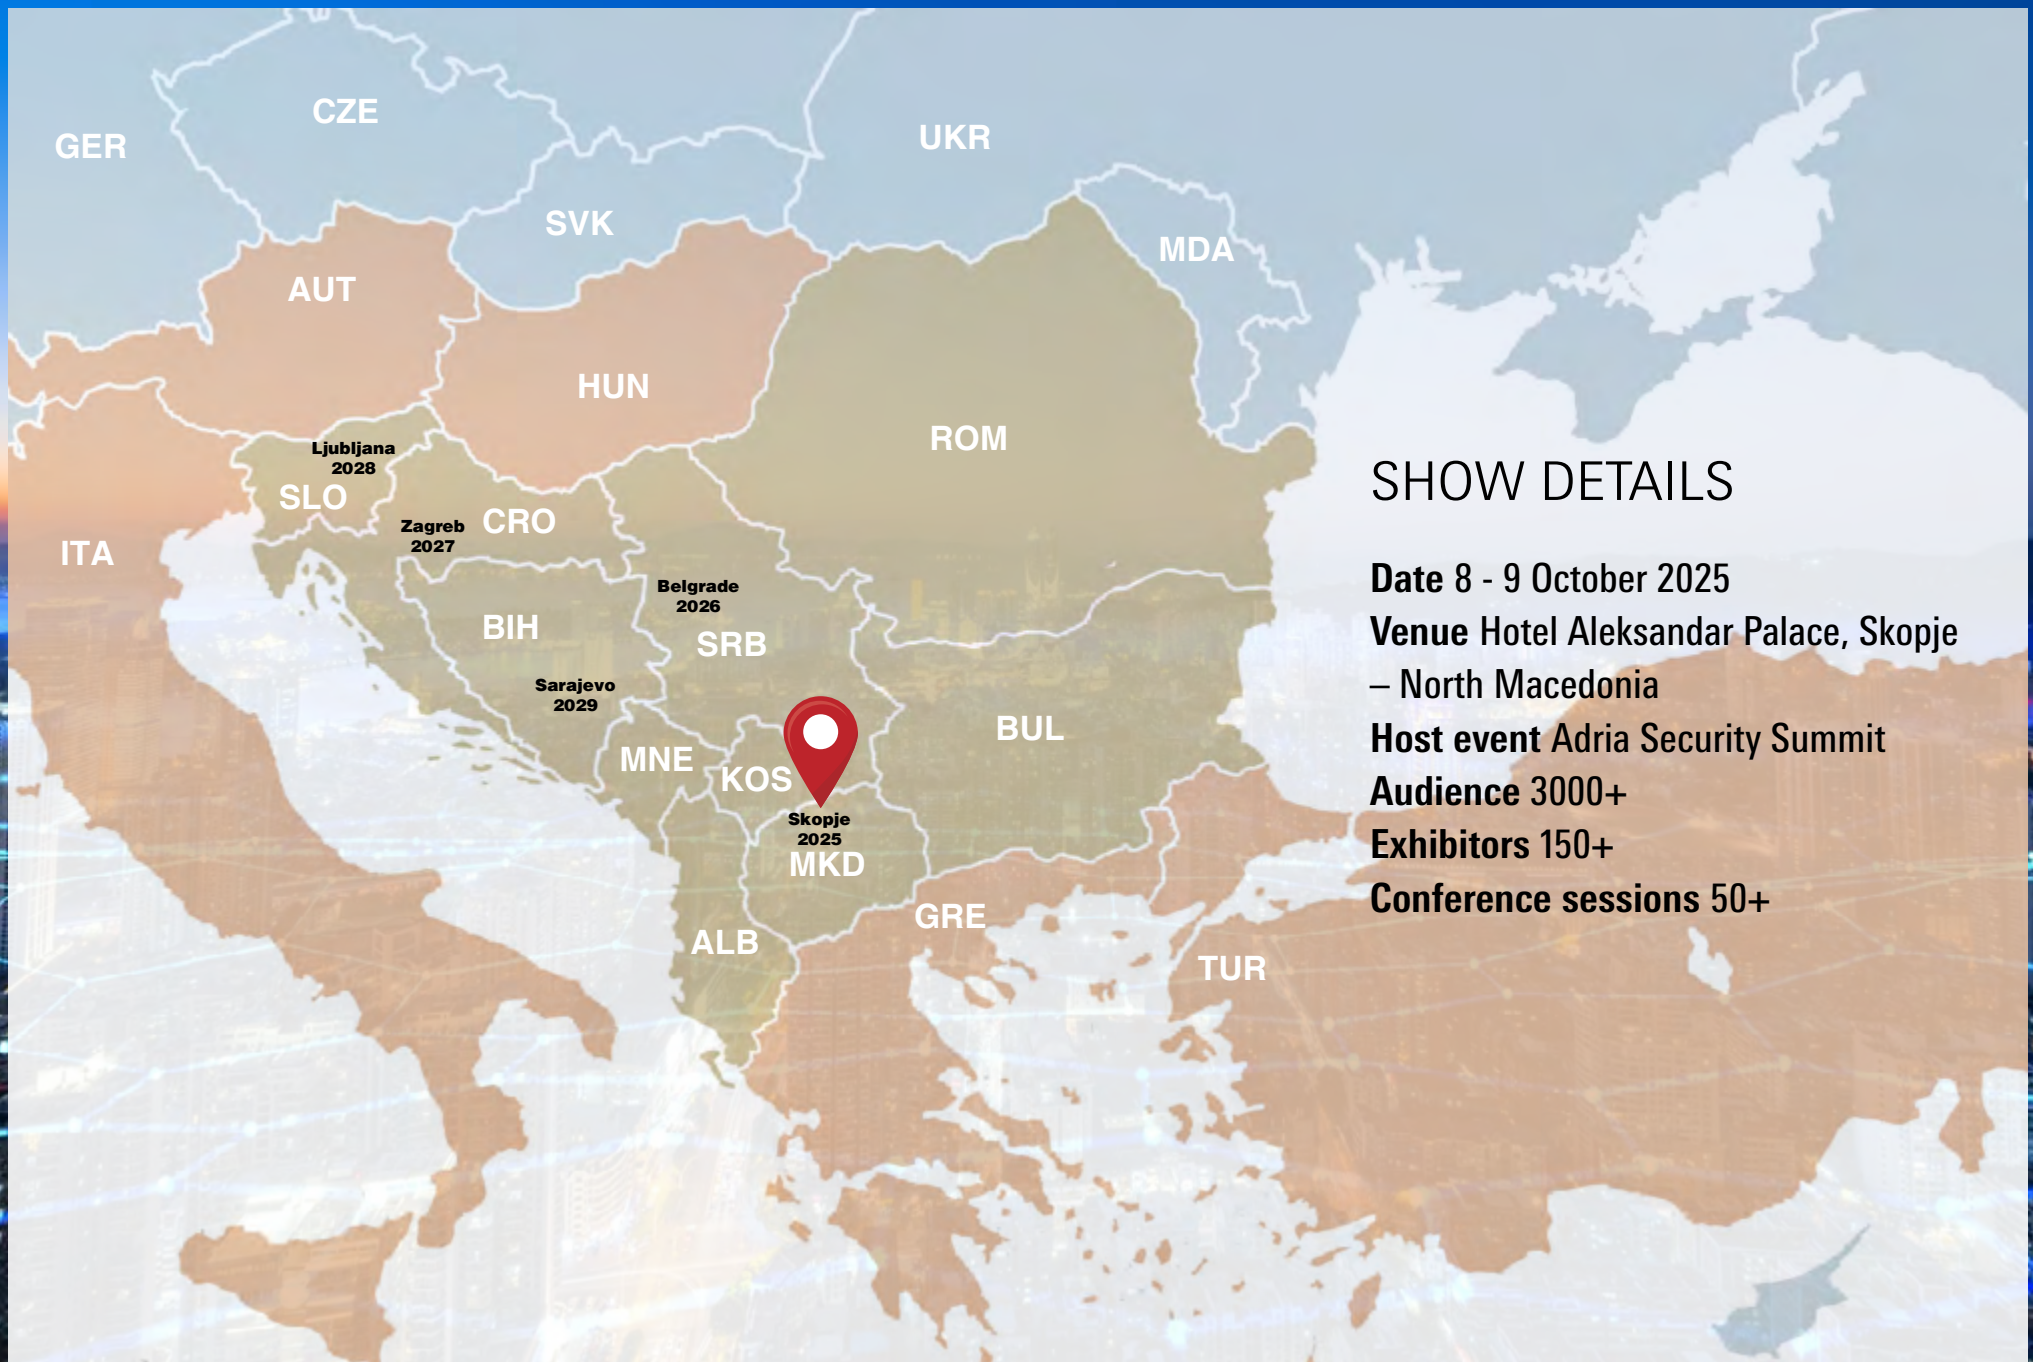 CZE
GER
UKR
SVK
MDA
AUT
HUN
ROM
Ljubljana
2028
SLO
Zagreb
2027
CRO
ITA
Belgrade
2026
BIH
SRB
Sarajevo
2029
BUL
MNE
KOS
Skopje
2025
MKD
GRE
ALB
TUR
SHOW DETAILS
Date 8 - 9 October 2025
Venue Hotel Aleksandar Palace, Skopje
– North Macedonia
Host event Adria Security Summit
Audience 3000+
Exhibitors 150+
Conference sessions 50+